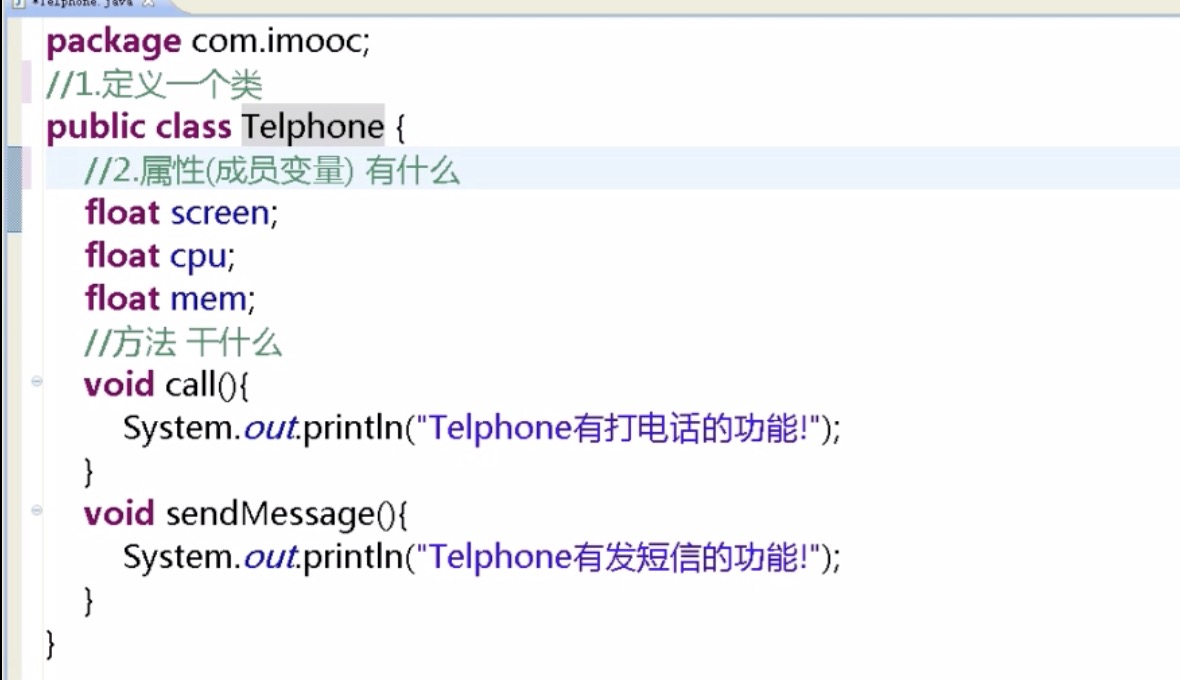 *Telphone.java
package com.imooc;
//1.定义一个类
public class Telphone {
//2.属性(成员变量) 有什么
float screen;
float cpu;
float mem;
//方法 干什么
void call(){
System.out.println("Telphone有打电话的功能!");
}
void sendMessage(){
System.out.println("Telphone有发短信的功能!");
}
}